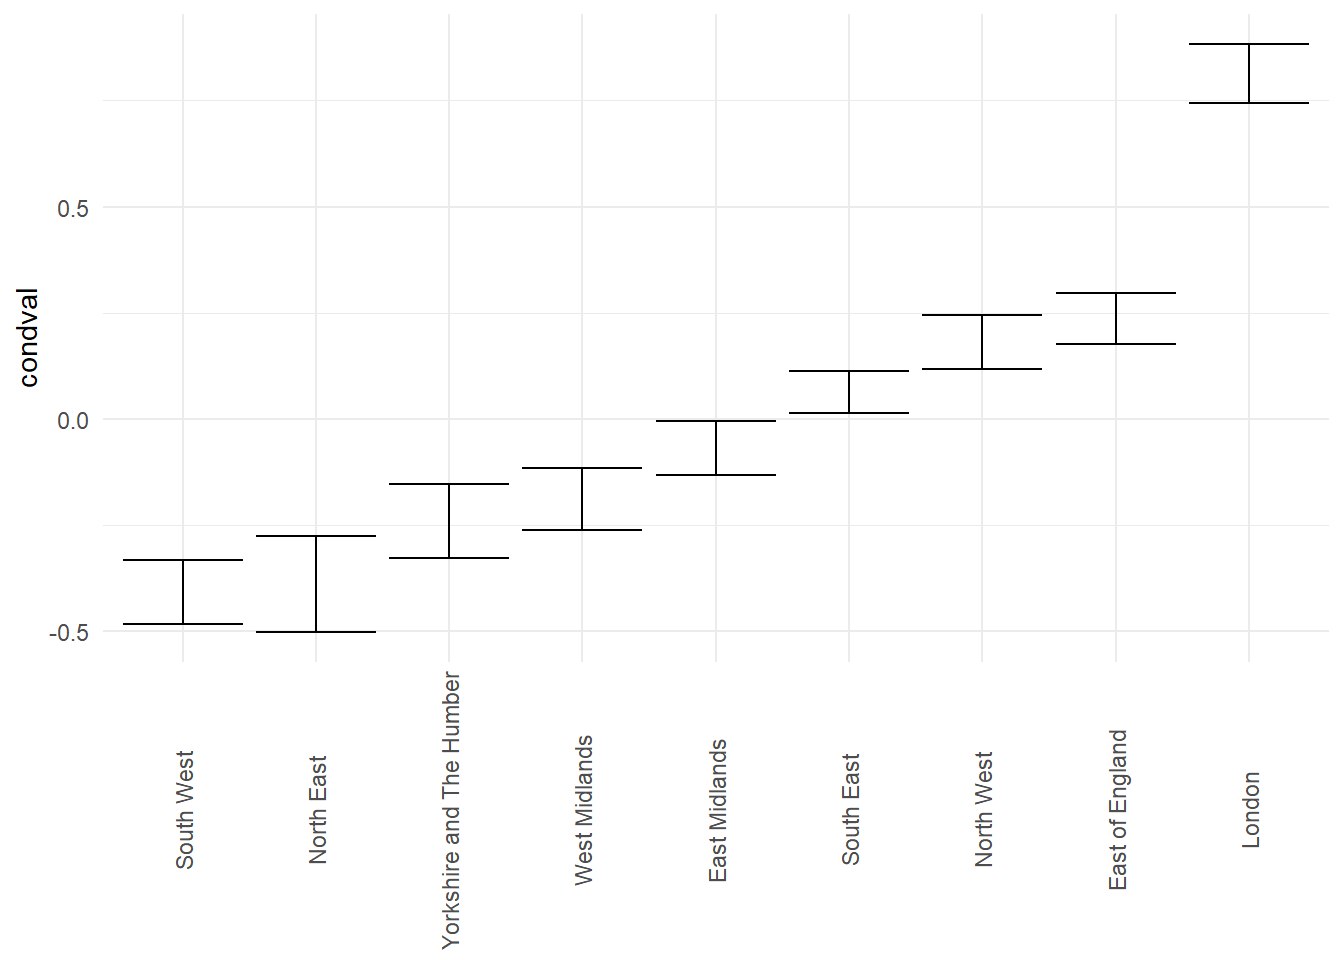 condval
0.5
0.0
-0.5
South West
North East
Yorkshire and The Humber
West Midlands
East Midlands
South East
North West
East of England
London